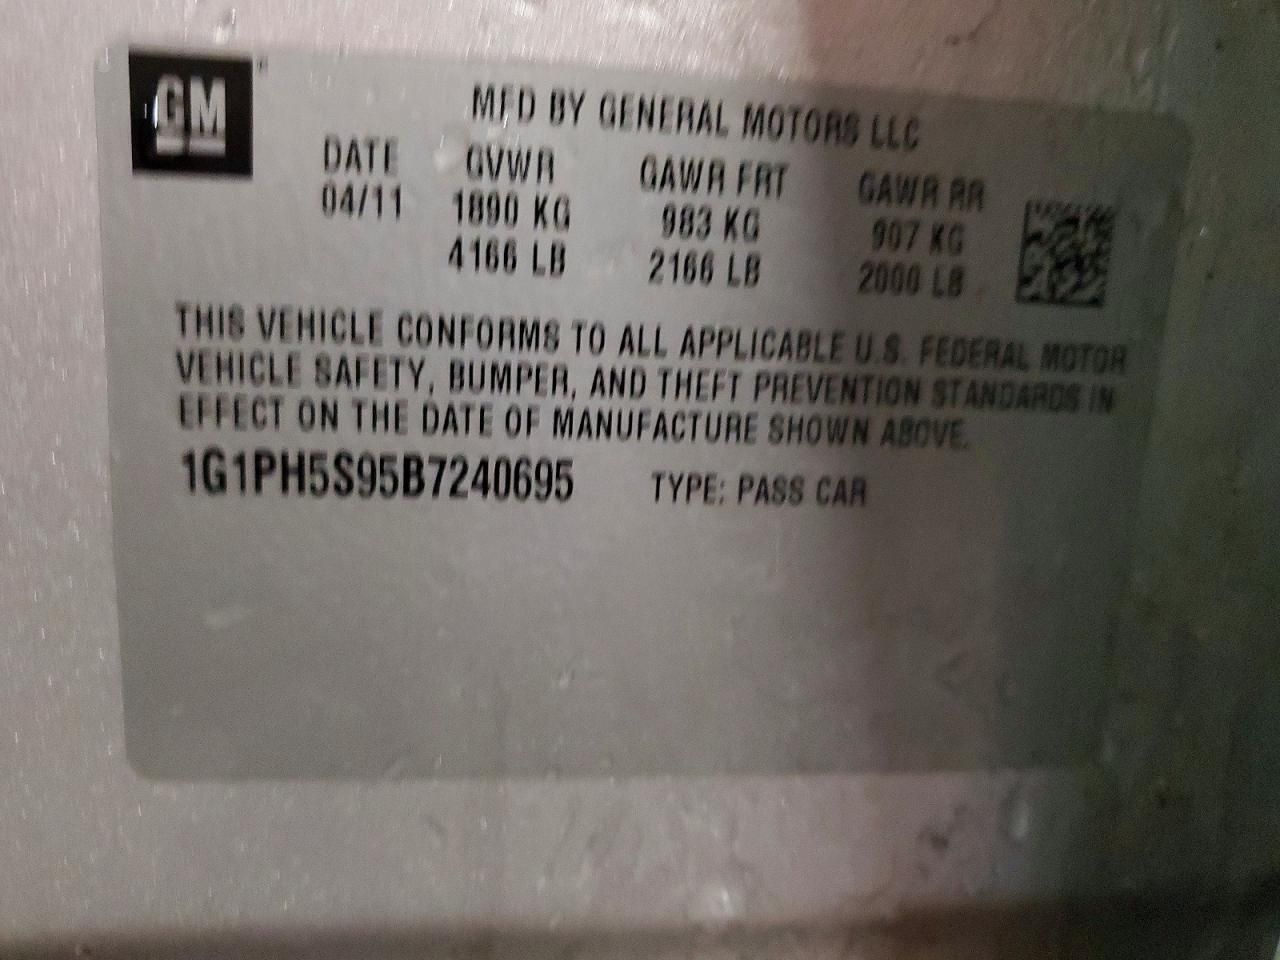 GM
MFD BY GENERAL MOTORS LLC
DATE GVWR GAWR FRT GAWR RR
04/11 1890 KG 983 KG 907 KG
4166 LB 2166 LB 2000 LB
THIS VEHICLE CONFORMS TO ALL APPLICABLE U.S. FEDERAL MOTOR
VEHICLE SAFETY, BUMPER, AND THEFT PREVENTION STANDARDS IN
EFFECT ON THE DATE OF MANUFACTURE SHOWN ABOVE.
1G1PH5S95B7240695 TYPE: PASS CAR